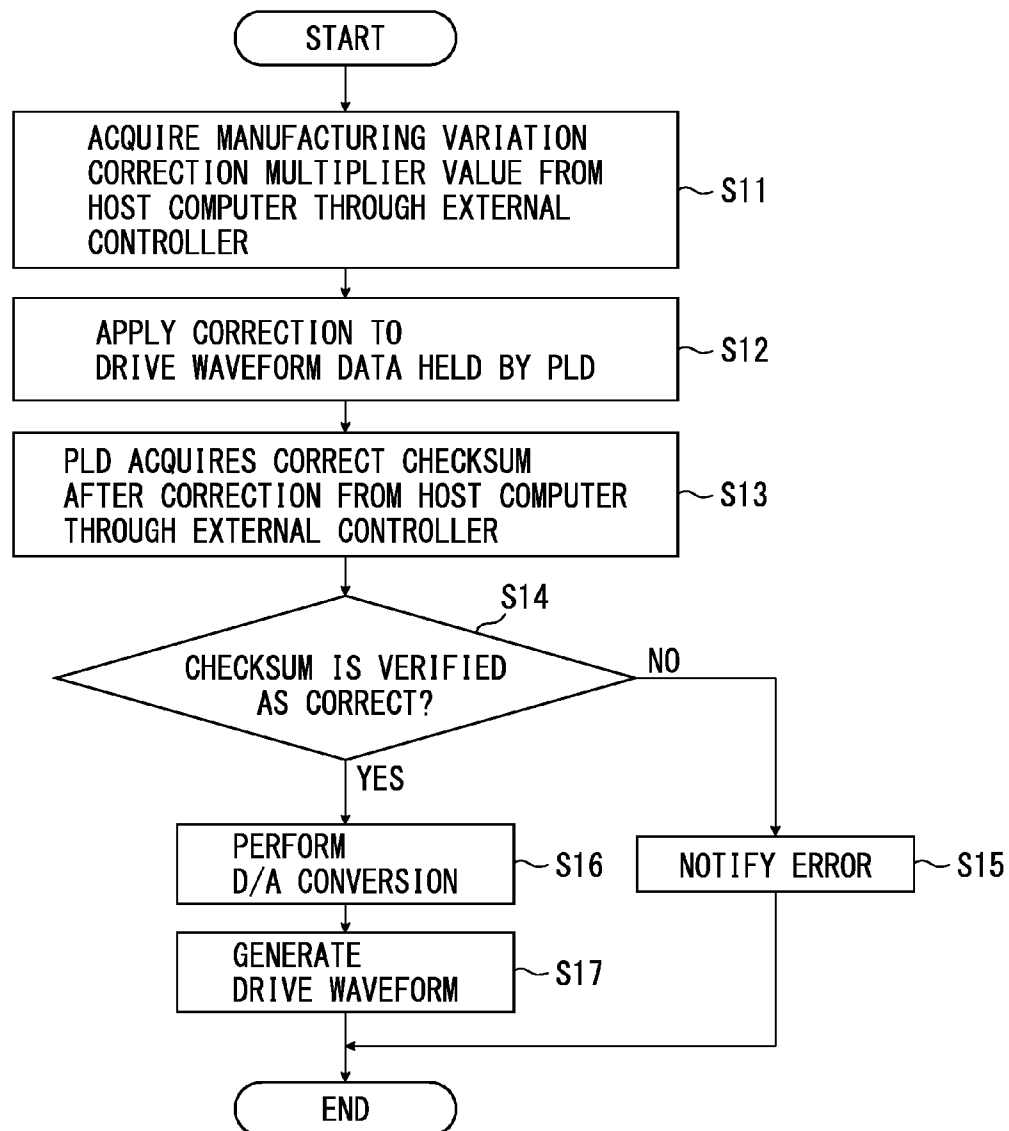 START
ACQUIRE MANUFACTURING VARIATION
CORRECTION MULTIPLIER VALUE FROM
HOST COMPUTER THROUGH EXTERNAL
CONTROLLER
S11
APPLY CORRECTION TO
DRIVE WAVEFORM DATA HELD BY PLD
S12
PLD ACQUIRES CORRECT CHECKSUM
AFTER CORRECTION FROM HOST COMPUTER
THROUGH EXTERNAL CONTROLLER
S13
S14
CHECKSUM IS VERIFIED
AS CORRECT?
NO
YES
PERFORM
D/A CONVERSION
S16
NOTIFY ERROR
S15
GENERATE
DRIVE WAVEFORM
S17
END